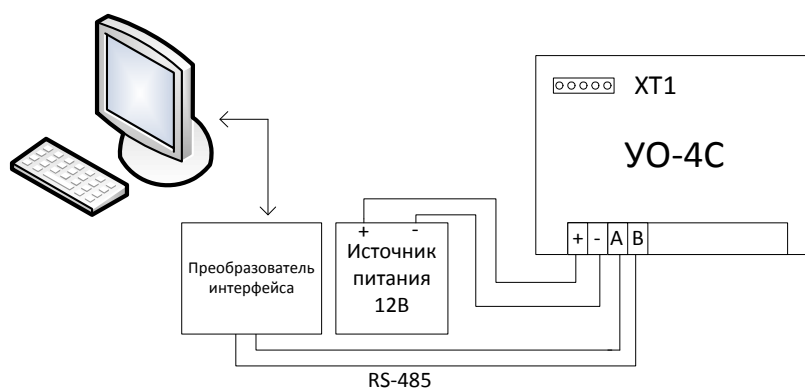 XT1
УО-4С
+ - A B
+ -
Преобразователь
интерфейса
Источник
питания
12В
RS-485